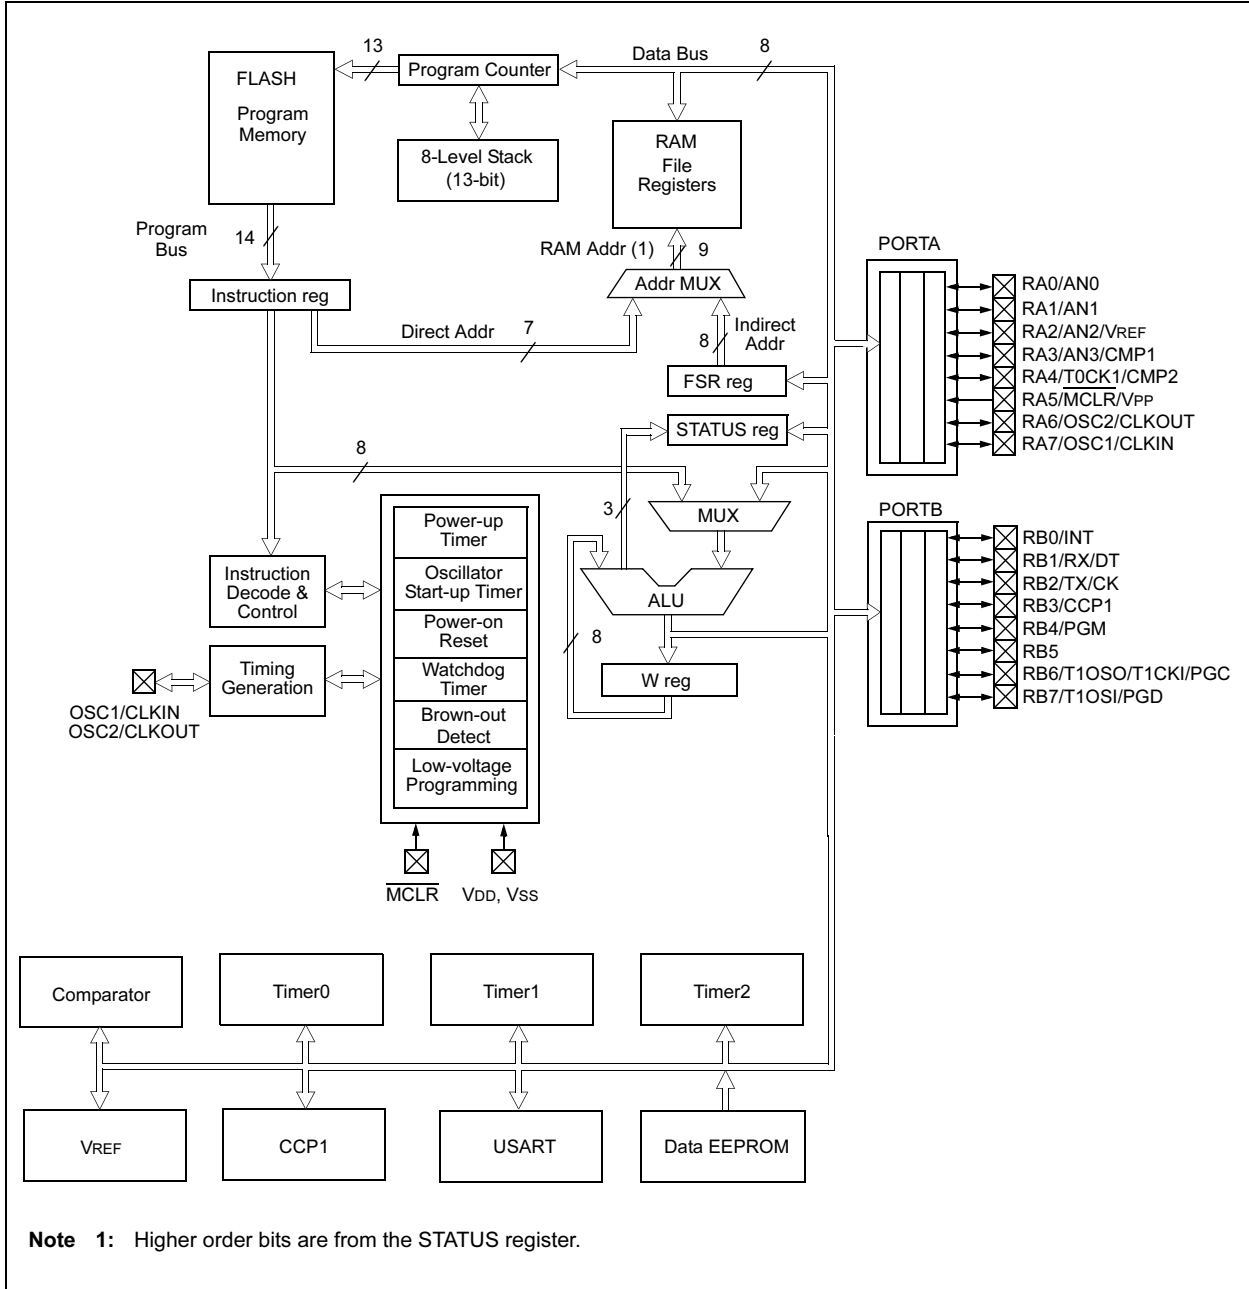 13
Data Bus
8
FLASH
Program
Memory
Program Counter
8-Level Stack
(13-bit)
RAM
File
Registers
Program
Bus
14
RAM Addr (1)
9
Addr MUX
Instruction reg
Direct Addr
7
8
Indirect
Addr
FSR reg
STATUS reg
8
3
MUX
ALU
8
W reg
Power-up
Timer
Oscillator
Start-up Timer
Power-on
Reset
Watchdog
Timer
Brown-out
Detect
Low-voltage
Programming
Instruction
Decode &
Control
Timing
Generation
OSC1/CLKIN
OSC2/CLKOUT
MCLR
VDD, VSS
PORTA
RA0/AN0
RA1/AN1
RA2/AN2/VREF
RA3/AN3/CMP1
RA4/T0CK1/CMP2
RA5/MCLR/VPP
RA6/OSC2/CLKOUT
RA7/OSC1/CLKIN
PORTB
RB0/INT
RB1/RX/DT
RB2/TX/CK
RB3/CCP1
RB4/PGM
RB5
RB6/T1OSO/T1CKI/PGC
RB7/T1OSI/PGD
Comparator
Timer0
Timer1
Timer2
VREF
CCP1
USART
Data EEPROM
Note 1: Higher order bits are from the STATUS register.